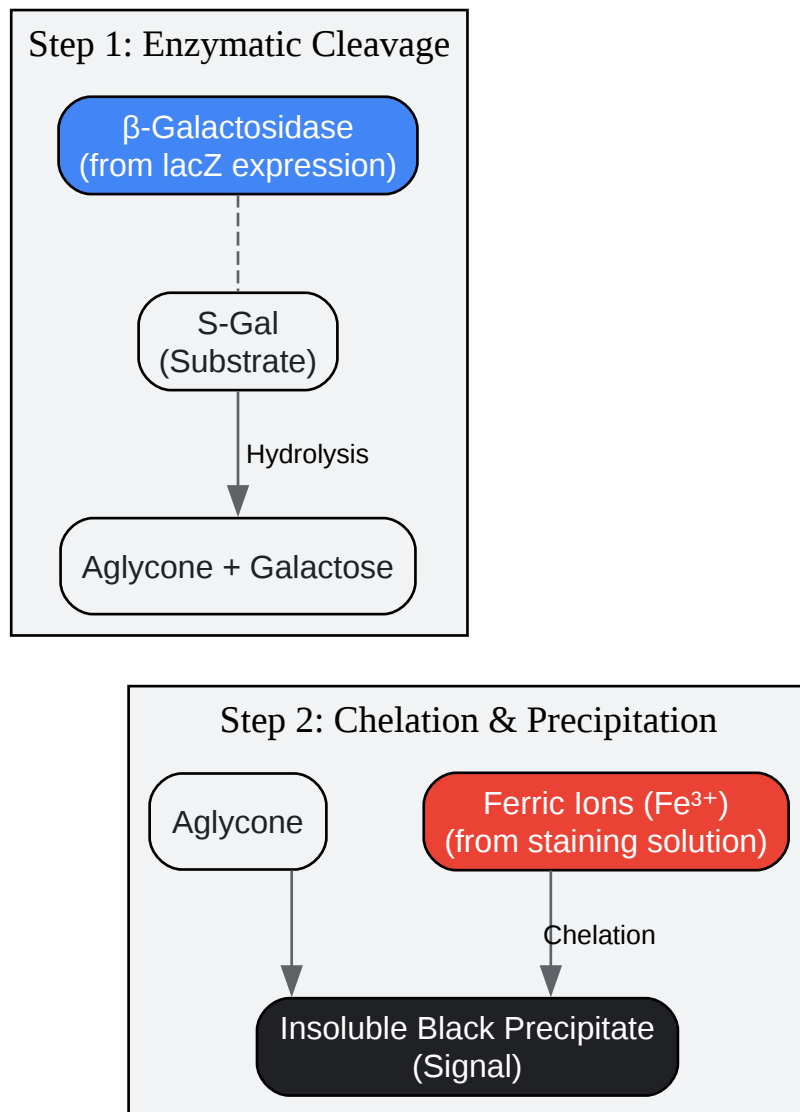 Step 1: Enzymatic Cleavage
β-Galactosidase
(from lacZ expression)
S-Gal
(Substrate)
Hydrolysis
Aglycone + Galactose
Step 2: Chelation & Precipitation
Aglycone
Ferric Ions (Fe³⁺)
(from staining solution)
Chelation
Insoluble Black Precipitate
(Signal)